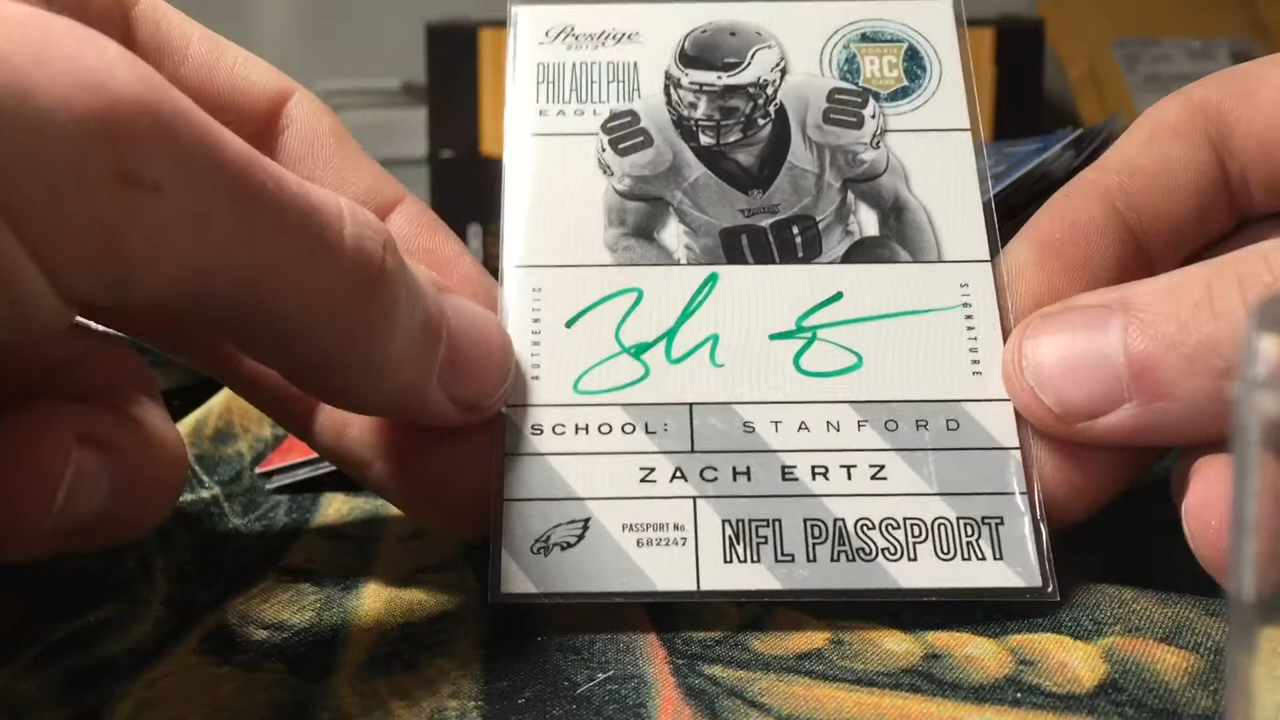 Prestige
2013
PHILADELPHIA
EAGL
ROOKIE
RC
CARD
00
00
EAGLES
00
AUTHENTIC
SIGNATURE
SCHOOL: STANFORD
ZACH ERTZ
PASSPORT No.
682247
NFL PASSPORT